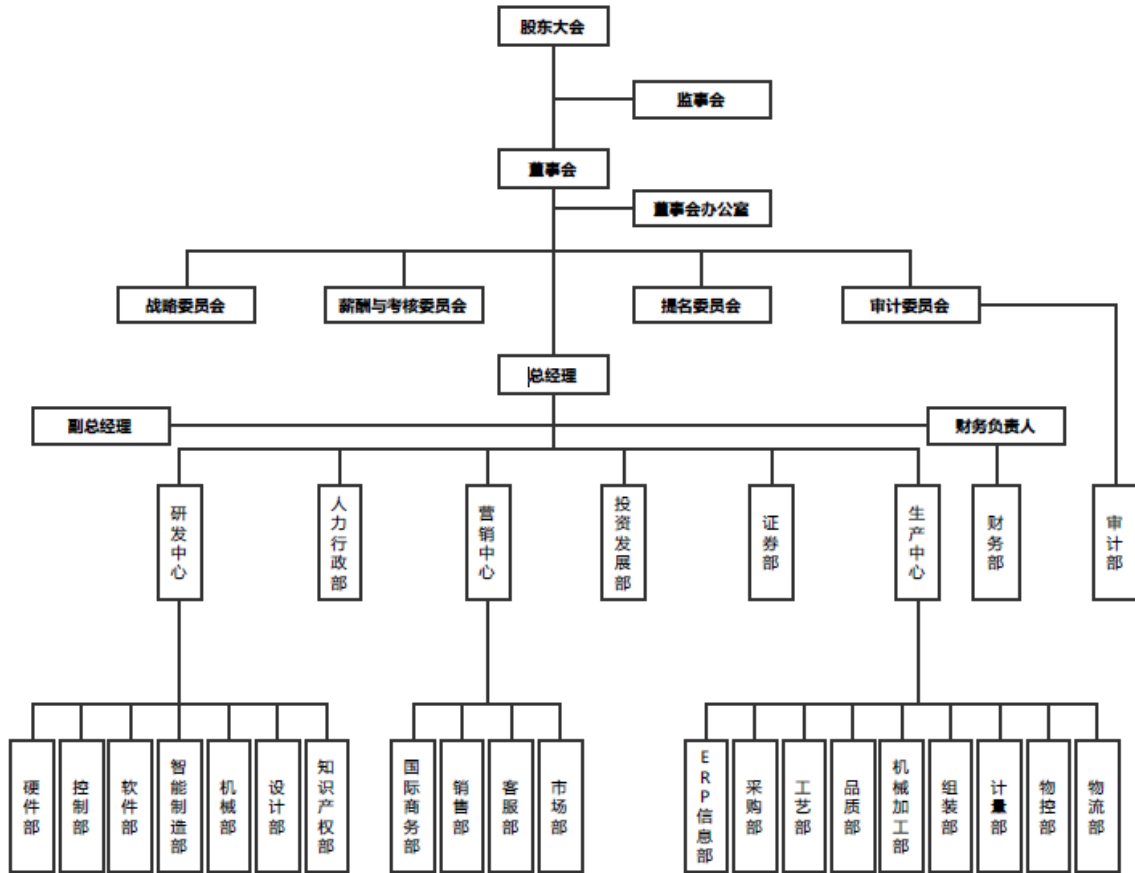 股东大会
监事会
董事会
董事会办公室
战略委员会
薪酬与考核委员会
提名委员会
审计委员会
总经理
副总经理
财务负责人
研发中心
人力行政部
营销中心
投资发展部
证券部
生产中心
财务部
审计部
硬件部
控制部
软件部
智能制造部
机械部
设计部
知识产权部
国际商务部
销售部
客服部
市场部
ERP信息部
采购部
工艺部
品质部
机械加工部
组装部
计量部
物控部
物流部